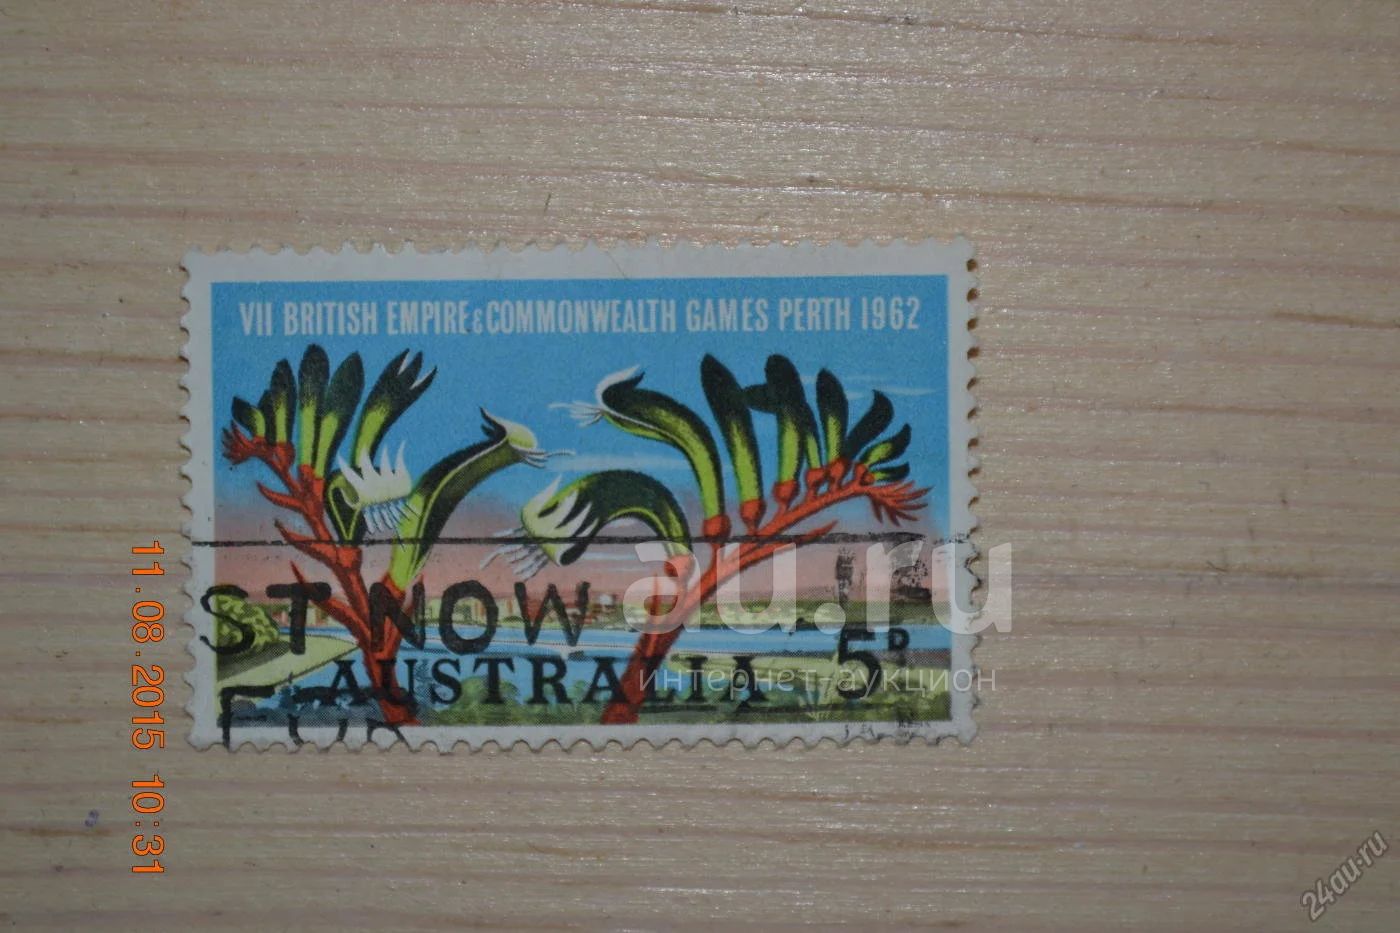 VII BRITISH EMPIRE & COMMONWEALTH GAMES PERTH 1962
ST NOW
AUSTRALIA 5D
FOR
au.ru
интернет-аукцион
11.08.2015 10:31
24au.ru